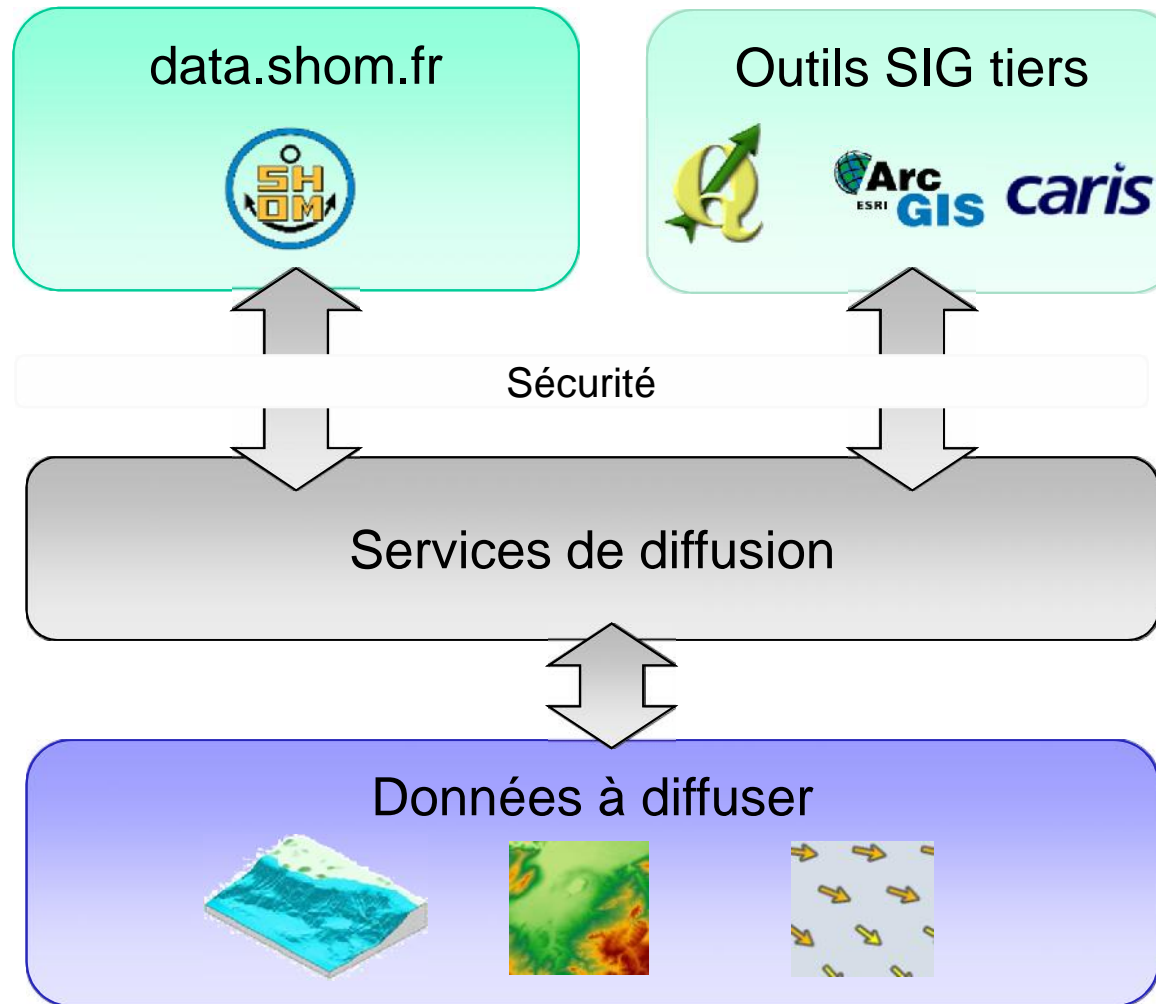 data.shom.fr
SH
OM
Outils SIG tiers
Q
Arc
ESRI GIS
caris
Sécurité
Services de diffusion
Données à diffuser